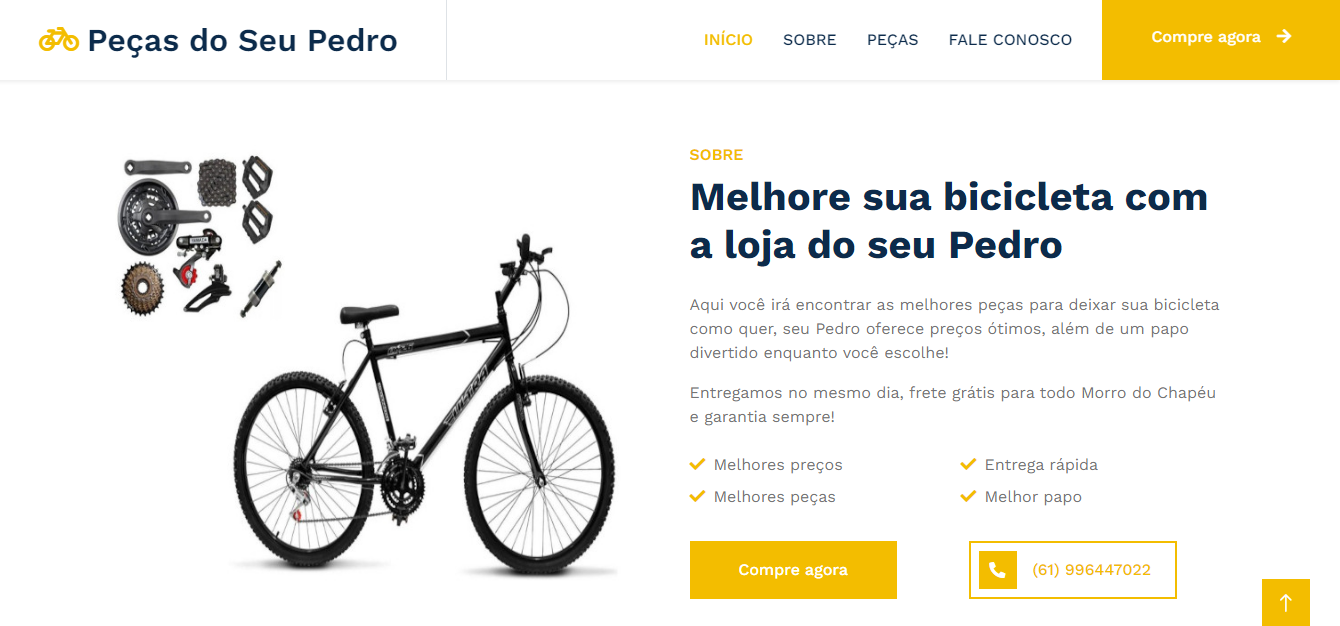 Peças do Seu Pedro
INÍCIO
SOBRE
PEÇAS
FALE CONOSCO
Compre agora
SOBRE
Melhore sua bicicleta com
a loja do seu Pedro
Aqui você irá encontrar as melhores peças para deixar sua bicicleta
como quer, seu Pedro oferece preços ótimos, além de um papo
divertido enquanto você escolhe!
Entregamos no mesmo dia, frete grátis para todo Morro do Chapéu
e garantia sempre!
Melhores preços
Entrega rápida
Melhores peças
Melhor papo
Compre agora
(61) 996447022